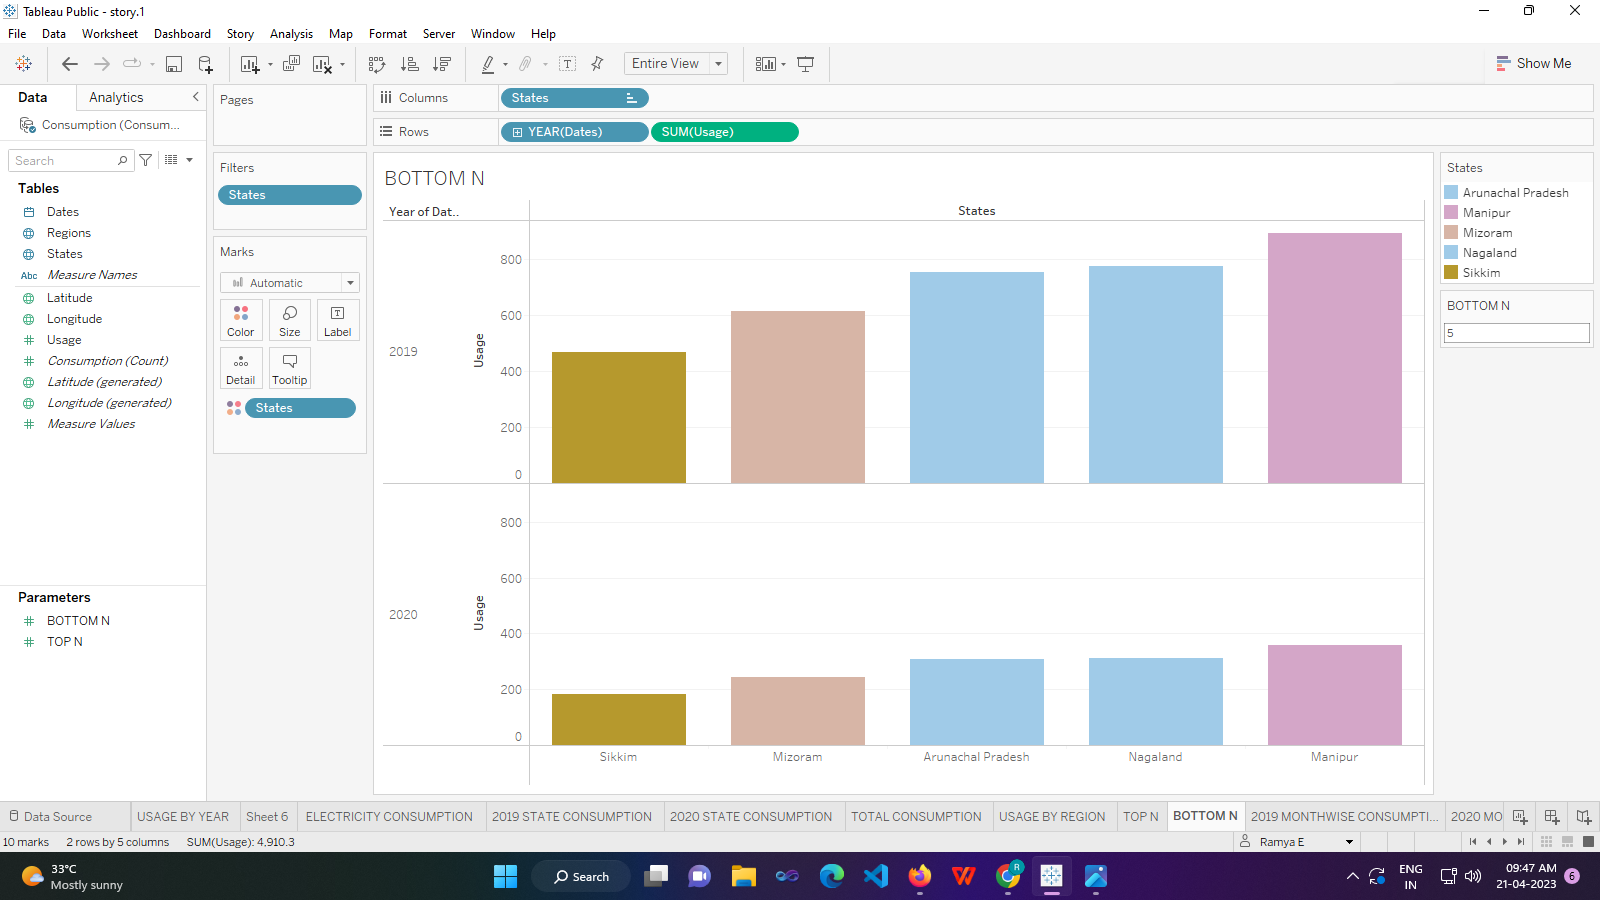 Tableau Public - story.1
File Data Worksheet Dashboard Story Analysis Map Format Server Window Help
Entire View
Show Me
Data Analytics
Consumption (Consum...
Search
Tables
Dates
Regions
States
Abc Measure Names
Latitude
Longitude
Usage
Consumption (Count)
Latitude (generated)
Longitude (generated)
Measure Values
Parameters
BOTTOM N
TOP N
Pages
Filters
States
Marks
Automatic
Color Size Label
Detail Tooltip
States
Columns States
Rows YEAR(Dates) SUM(Usage)
BOTTOM N
Year of Dat.. States
2019
Usage
800
600
400
200
0
2020
Usage
800
600
400
200
0
Sikkim Mizoram Arunachal Pradesh Nagaland Manipur
States
Arunachal Pradesh
Manipur
Mizoram
Nagaland
Sikkim
BOTTOM N
5
Data Source USAGE BY YEAR Sheet 6 ELECTRICITY CONSUMPTION 2019 STATE CONSUMPTION 2020 STATE CONSUMPTION TOTAL CONSUMPTION USAGE BY REGION TOP N BOTTOM N 2019 MONTHWISE CONSUMPTI... 2020 MO
10 marks 2 rows by 5 columns SUM(Usage): 4,910.3 Ramya E
33°C
Mostly sunny
Search
R
ENG
IN
09:47 AM
21-04-2023
6